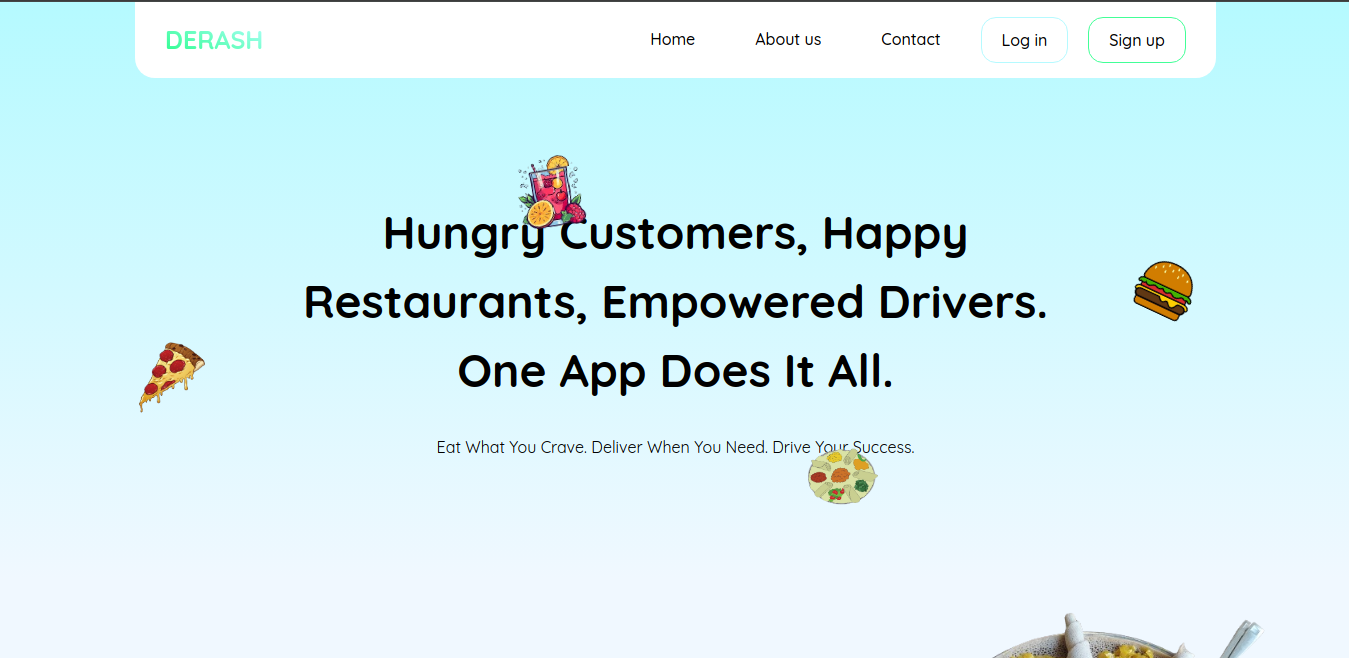 DERASH
Home
About us
Contact
Log in
Sign up
Hungry Customers, Happy
Restaurants, Empowered Drivers.
One App Does It All.
Eat What You Crave. Deliver When You Need. Drive Your Success.